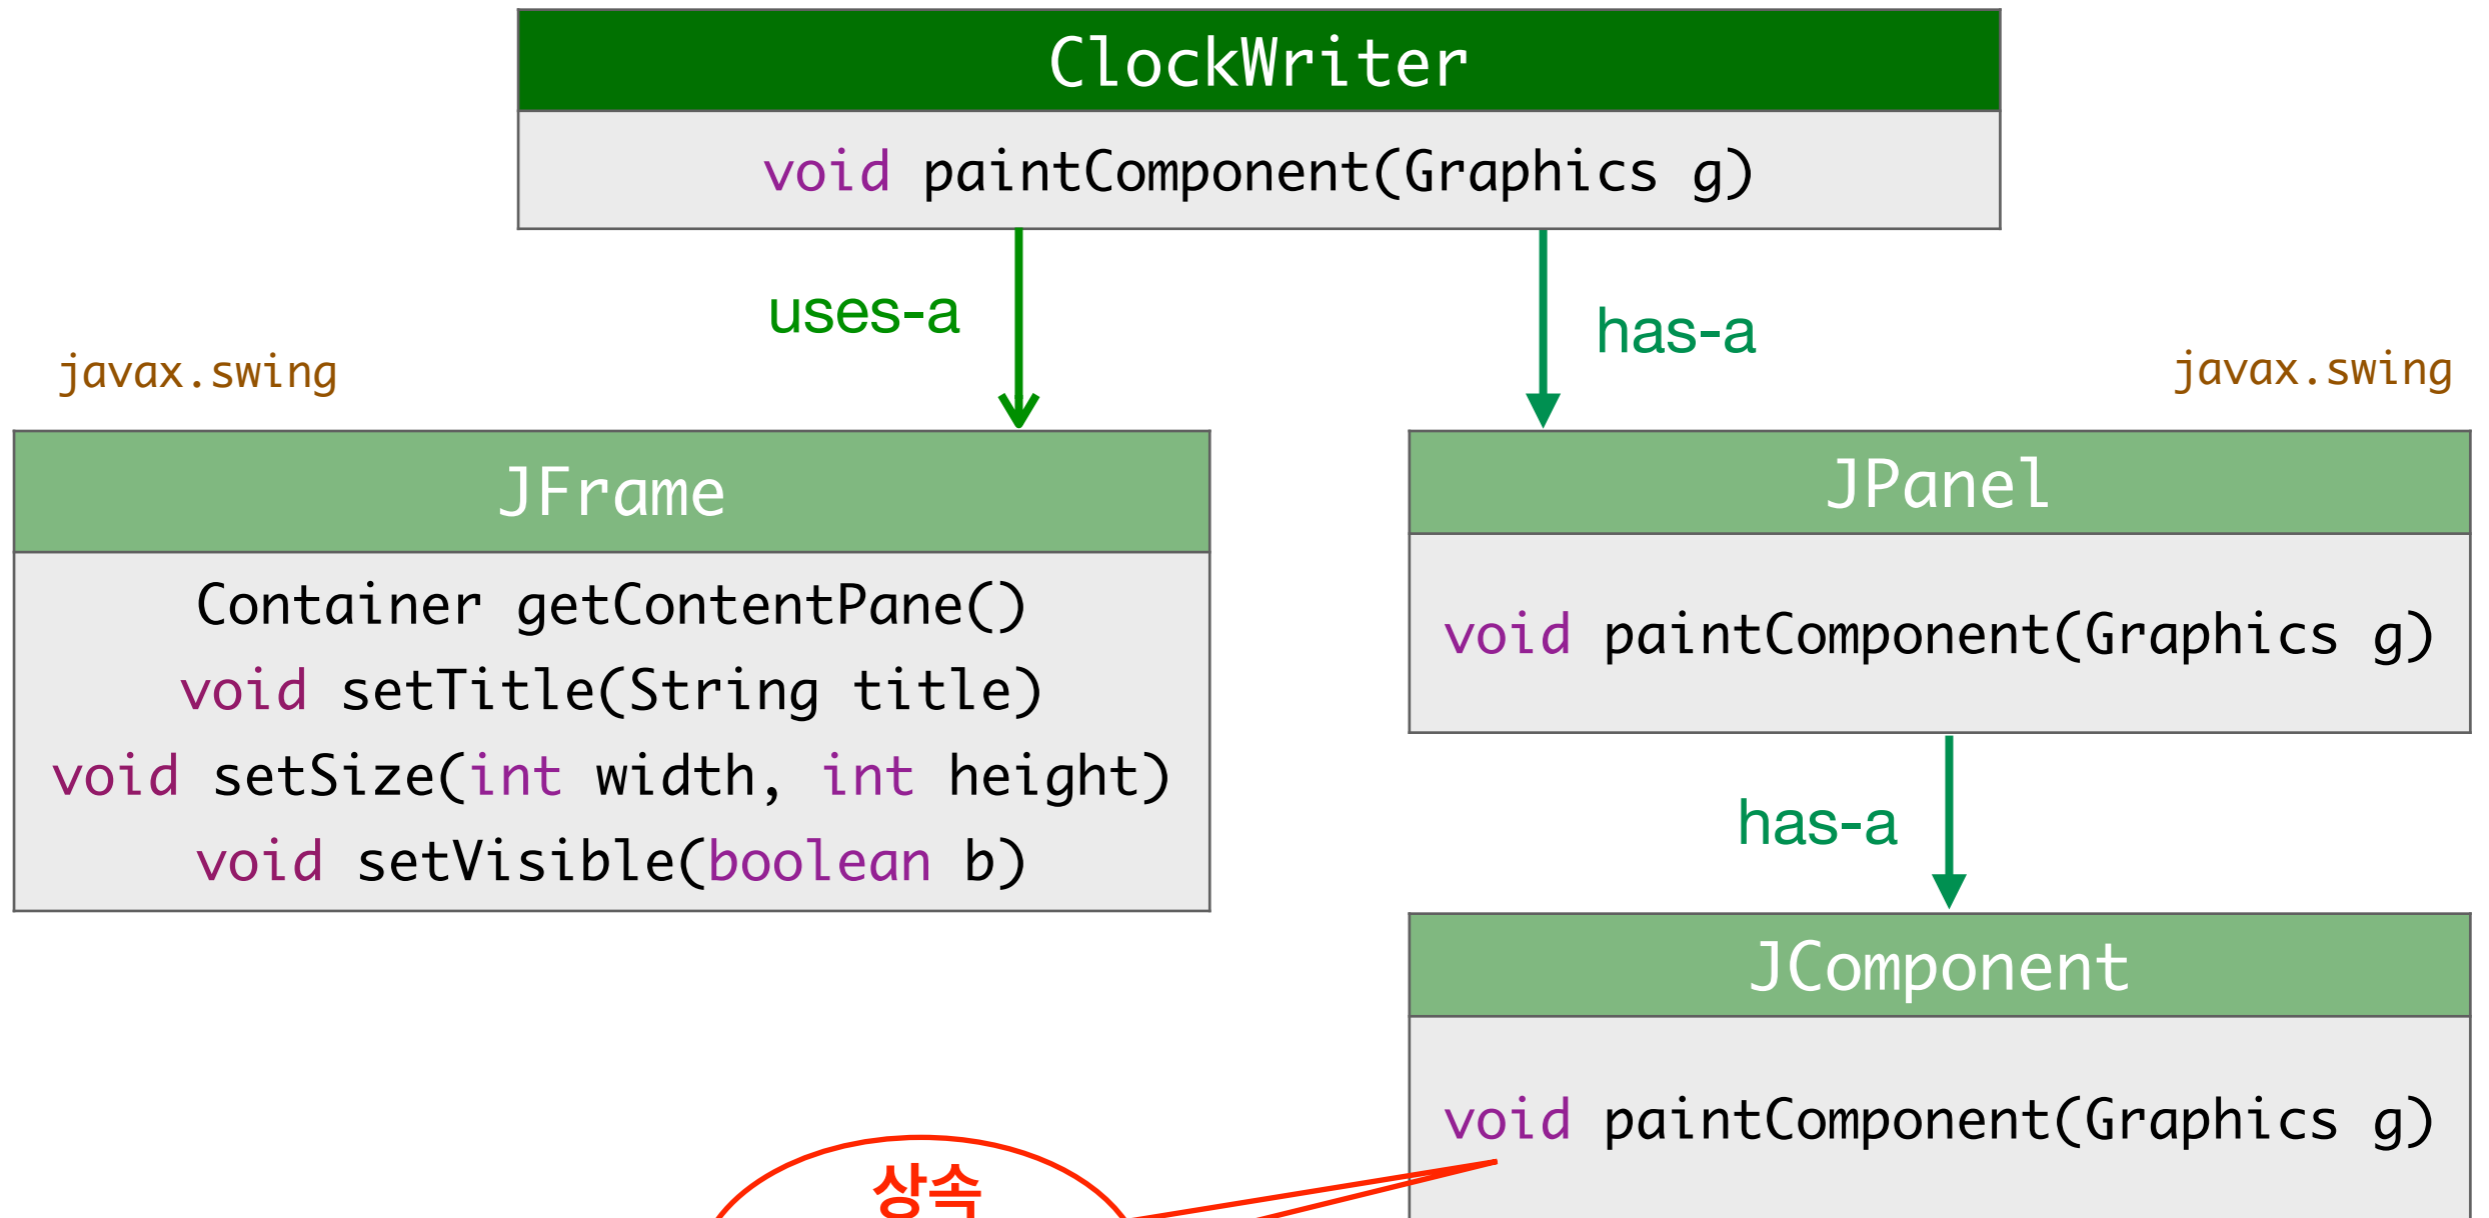 ClockWriter
void paintComponent(Graphics g)
uses-a
has-a
javax.swing
javax.swing
JFrame
Container getContentPane()
void setTitle(String title)
void setSize(int width, int height)
void setVisible(boolean b)
JPanel
void paintComponent(Graphics g)
has-a
JComponent
void paintComponent(Graphics g)
상속